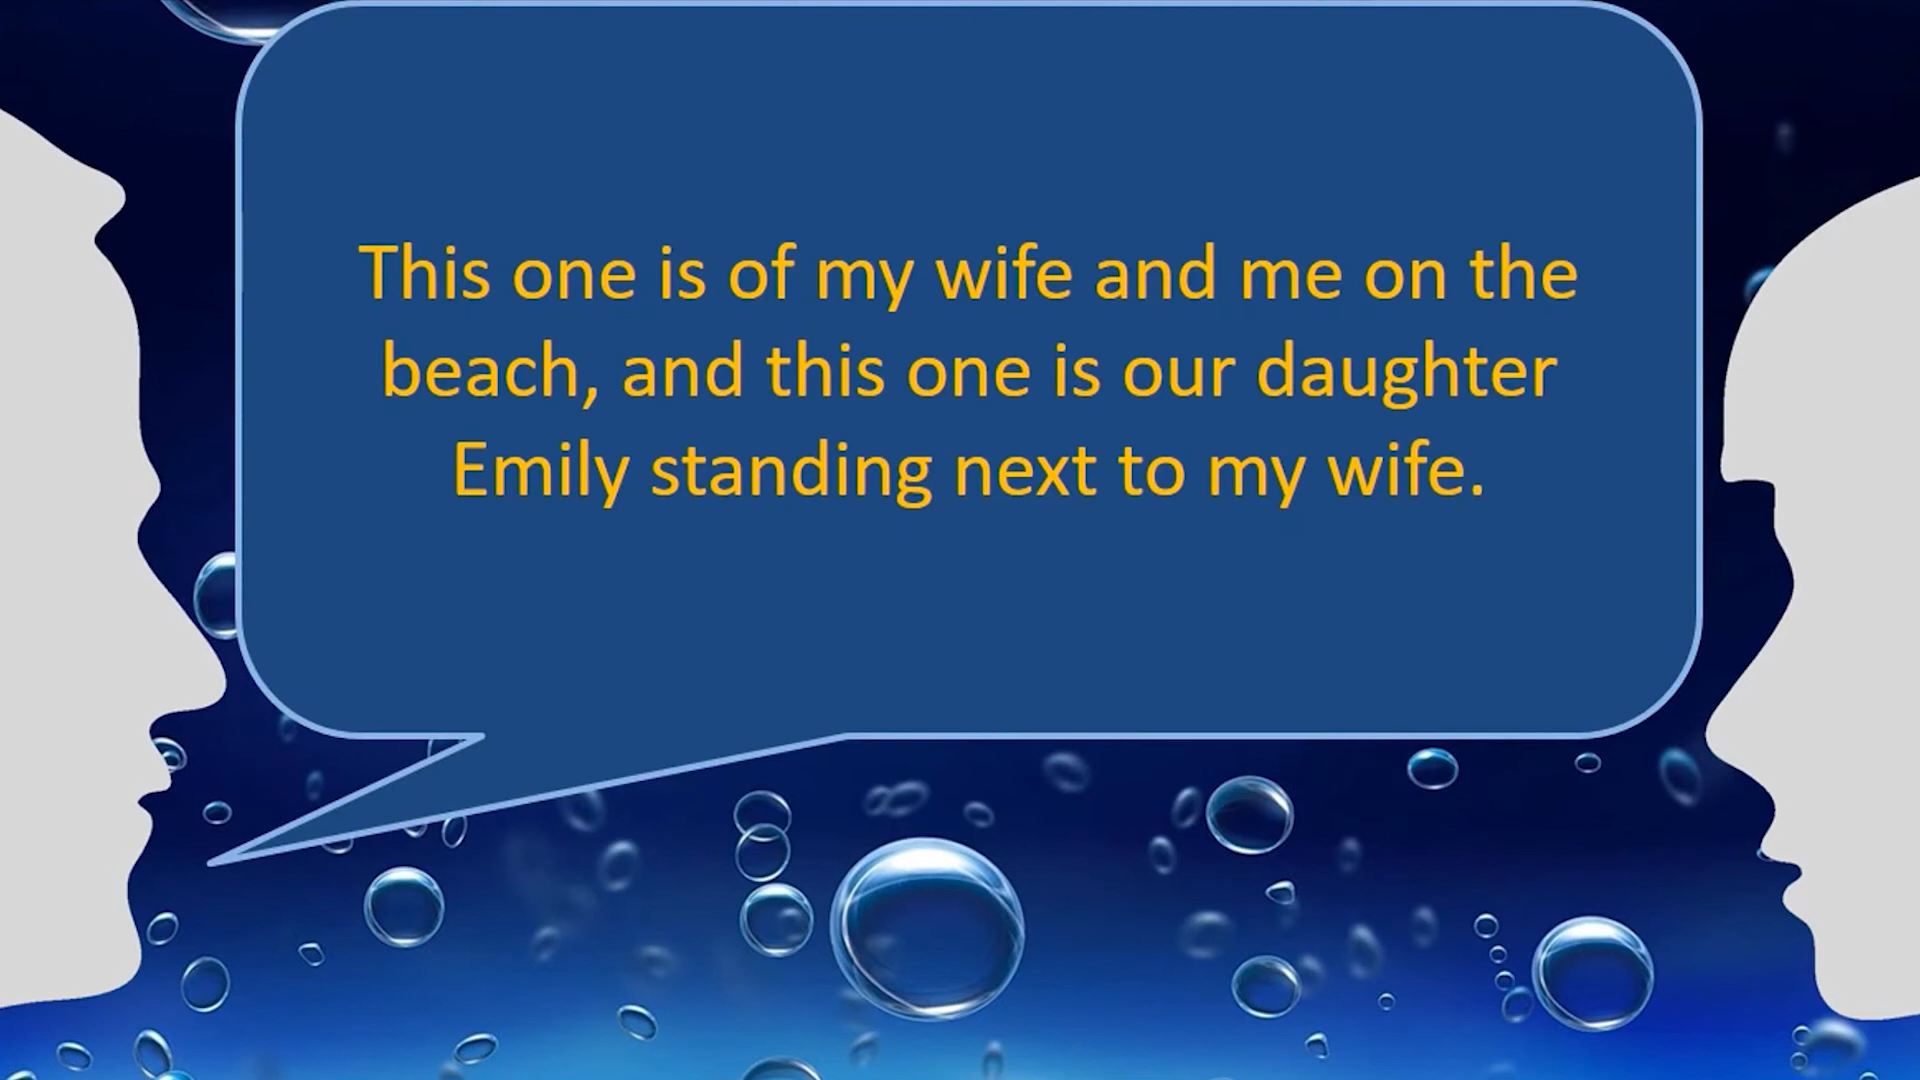 This one is of my wife and me on the
beach, and this one is our daughter
Emily standing next to my wife.